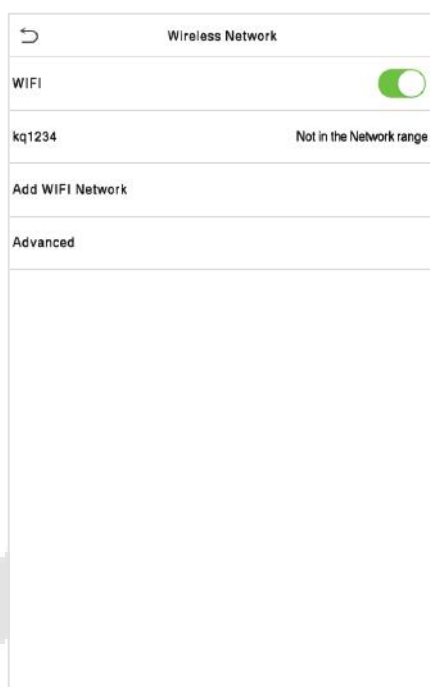 Wireless Network
WIFI
kq1234 Not in the Network range
Add WIFI Network
Advanced